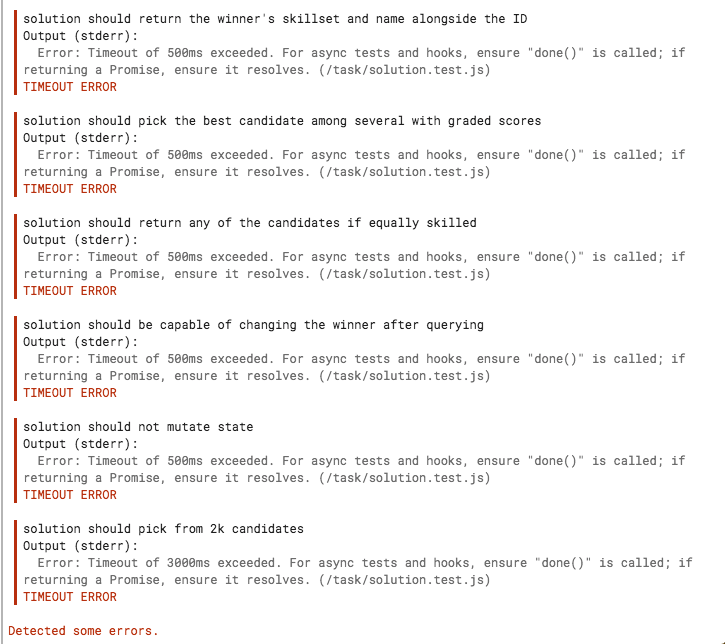 solution should return the winner's skillset and name alongside the ID
Output (stderr):
Error: Timeout of 500ms exceeded. For async tests and hooks, ensure "done()" is called; if
returning a Promise, ensure it resolves. (/task/solution.test.js)
TIMEOUT ERROR
solution should pick the best candidate among several with graded scores
Output (stderr):
Error: Timeout of 500ms exceeded. For async tests and hooks, ensure "done()" is called; if
returning a Promise, ensure it resolves. (/task/solution.test.js)
TIMEOUT ERROR
solution should return any of the candidates if equally skilled
Output (stderr):
Error: Timeout of 500ms exceeded. For async tests and hooks, ensure "done()" is called; if
returning a Promise, ensure it resolves. (/task/solution.test.js)
TIMEOUT ERROR
solution should be capable of changing the winner after querying
Output (stderr):
Error: Timeout of 500ms exceeded. For async tests and hooks, ensure "done()" is called; if
returning a Promise, ensure it resolves. (/task/solution.test.js)
TIMEOUT ERROR
solution should not mutate state
Output (stderr):
Error: Timeout of 500ms exceeded. For async tests and hooks, ensure "done()" is called; if
returning a Promise, ensure it resolves. (/task/solution.test.js)
TIMEOUT ERROR
solution should pick from 2k candidates
Output (stderr):
Error: Timeout of 3000ms exceeded. For async tests and hooks, ensure "done()" is called; if
returning a Promise, ensure it resolves. (/task/solution.test.js)
TIMEOUT ERROR
Detected some errors.